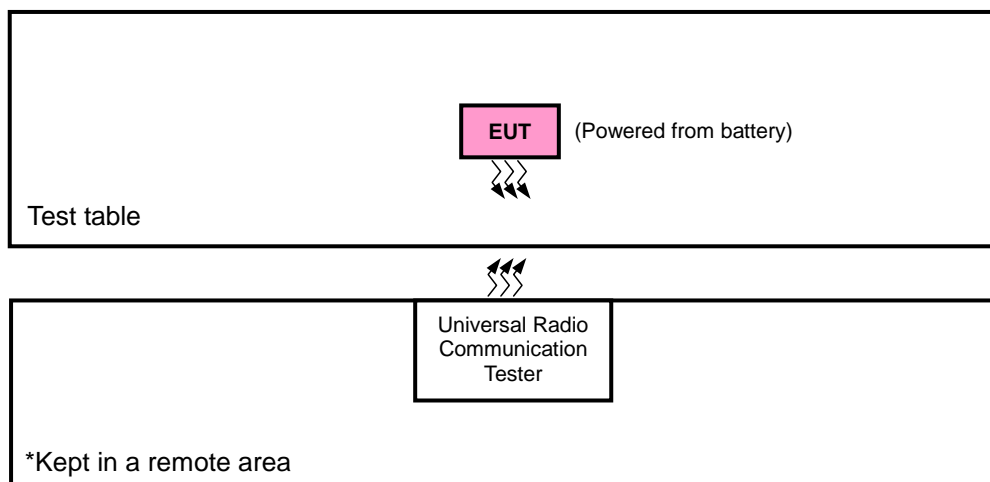 EUT
(Powered from battery)
Test table
Universal Radio
Communication
Tester
*Kept in a remote area